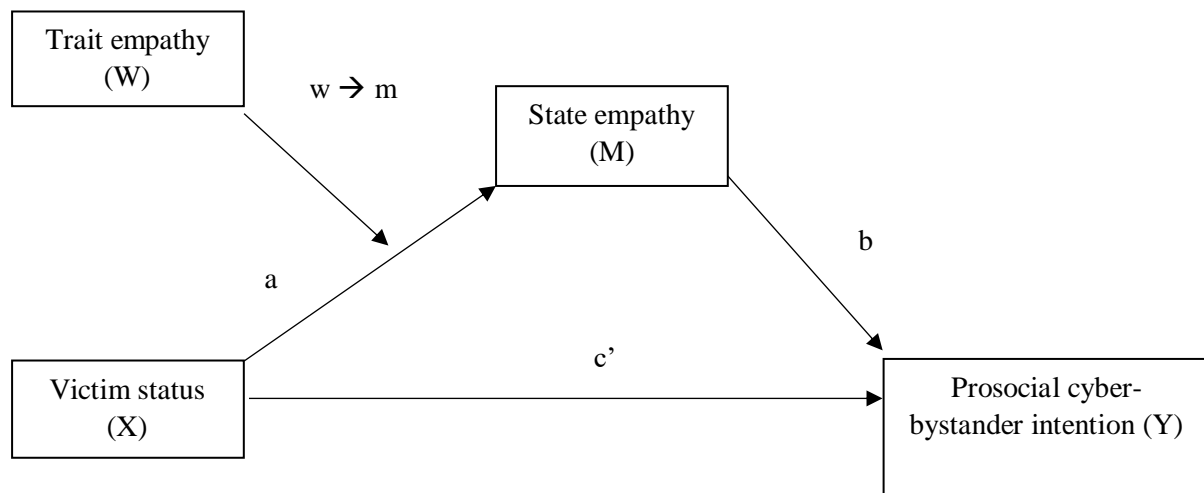 Trait empathy
(W)
w → m
State empathy
(M)
b
a
c’
Victim status
(X)
Prosocial cyber-
bystander intention (Y)